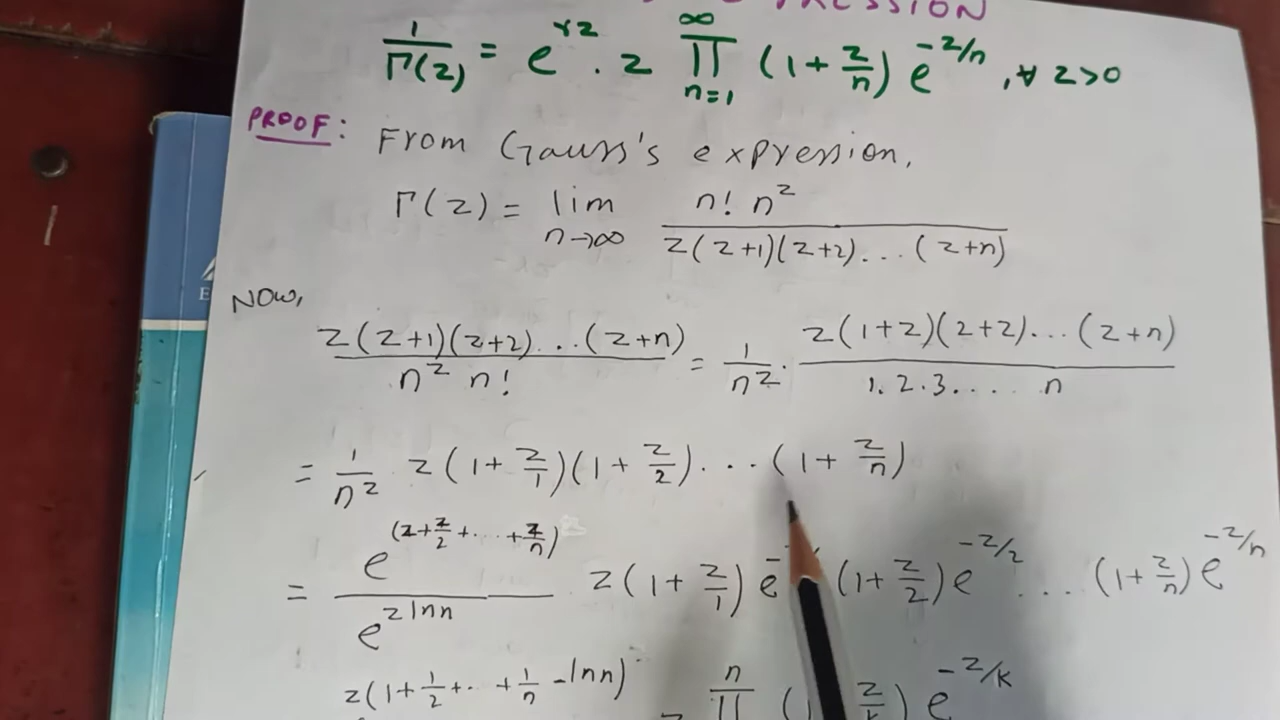 PRESSION
1/Γ(z) = e^{γz} . z ∏_{n=1}^{∞} (1 + z/n) e^{-z/n}, ∀ z>0
PROOF: From Gauss's expression,
Γ(z) = lim_{n→∞} n! n^z / z(z+1)(z+2)...(z+n)
NOW,
z(z+1)(z+2)...(z+n) / n^z n! = 1/n^z . z(1+z)(2+z)...(z+n) / 1.2.3.... n
= 1/n^z z(1 + z/1)(1 + z/2)...(1 + z/n)
= e^{(z+z/2+...+z/n)} / e^{z ln n} z(1 + z/1) e^- (1 + z/2) e^{-z/2} .... (1 + z/n) e^{-z/n}
z(1+1/2+..+1/n - ln n) z ∏^{n} ( z/k) e^{-z/k}